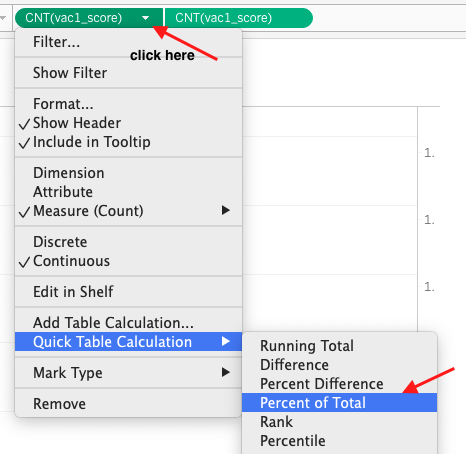 CNT(vac1_score) CNT(vac1_score)
Filter...
click here
Show Filter
Format...
✓ Show Header
✓ Include in Tooltip
1.
Dimension
Attribute
✓ Measure (Count)
1.
Discrete
✓ Continuous
Edit in Shelf
1.
Add Table Calculation...
Quick Table Calculation
Running Total
Difference
Mark Type
Percent Difference
Percent of Total
Remove
Rank
Percentile